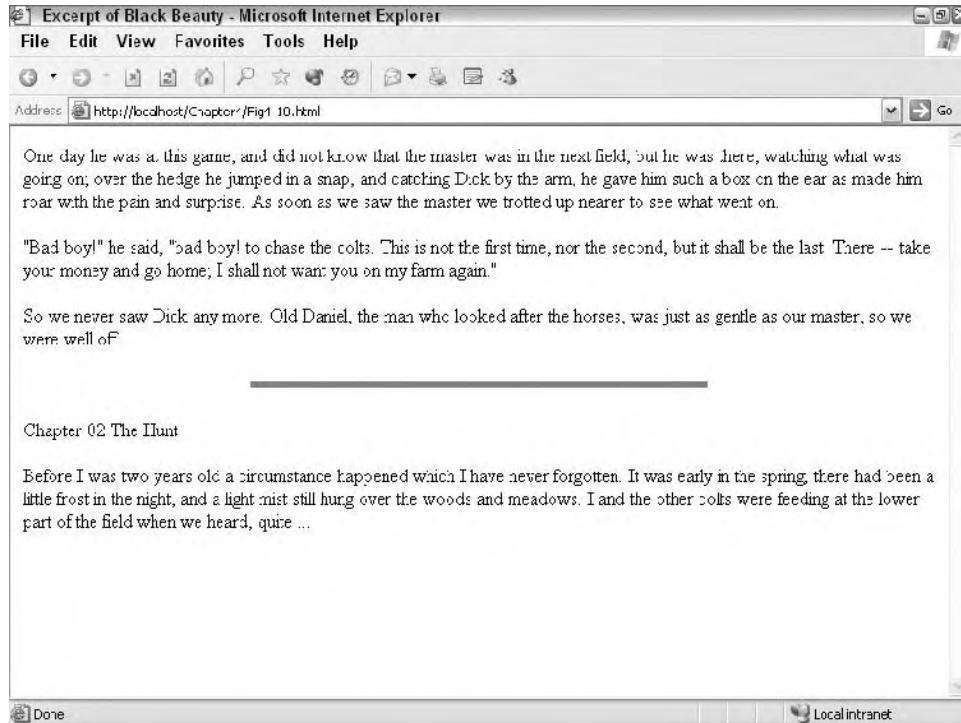 Excerpt of Black Beauty - Microsoft Internet Explorer
File Edit View Favorites Tools Help
Address http://localhost/Chapter4/Fig4-10.html Go
One day he was at this game, and did not know that the master was in the next field, but he was there, watching what was
going on; over the hedge he jumped in a snap, and catching Dick by the arm, he gave him such a box on the ear as made him
roar with the pain and surprise. As soon as we saw the master we trotted up nearer to see what went on.
"Bad boy!" he said, "bad boy! to chase the colts. This is not the first time, nor the second, but it shall be the last. There -- take
your money and go home; I shall not want you on my farm again."
So we never saw Dick any more. Old Daniel, the man who looked after the horses, was just as gentle as our master, so we
were well off.
Chapter 02 The Hunt
Before I was two years old a circumstance happened which I have never forgotten. It was early in the spring; there had been a
little frost in the night, and a light mist still hung over the woods and meadows. I and the other colts were feeding at the lower
part of the field when we heard, quite ...
Done Local intranet